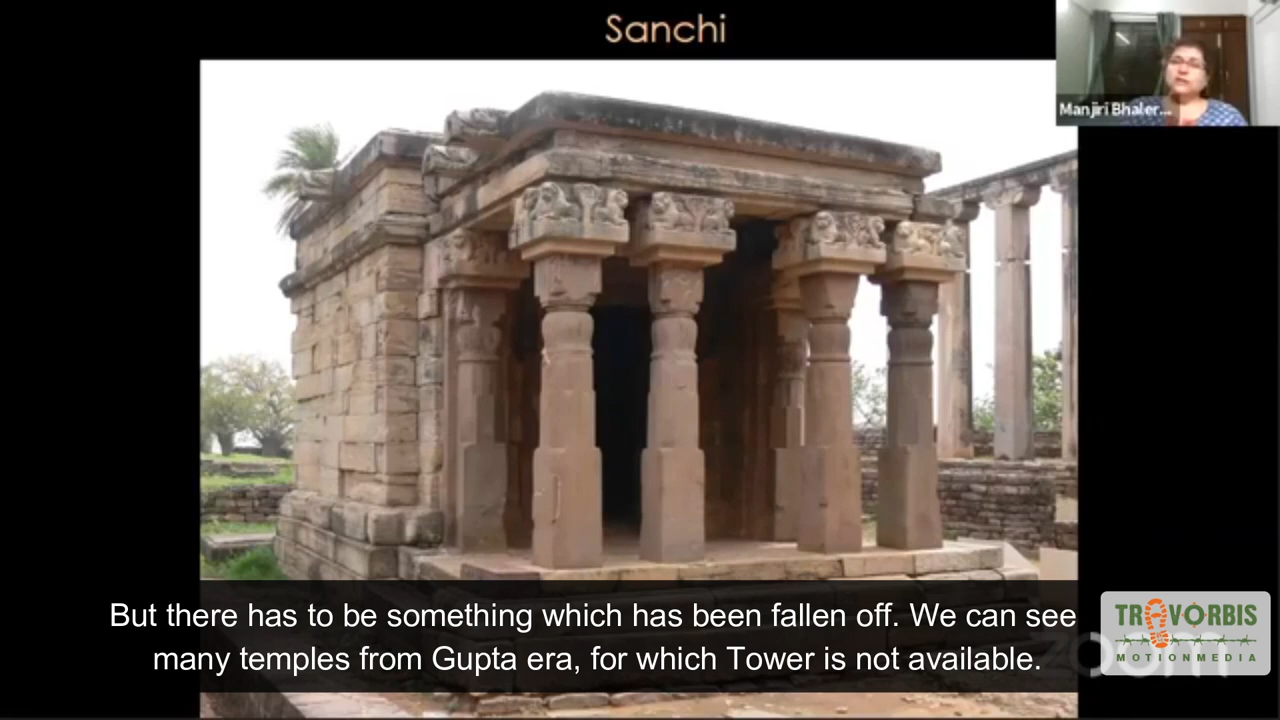 Sanchi
Manjiri Bhaler...
But there has to be something which has been fallen off. We can see
many temples from Gupta era, for which Tower is not available.
zoom
TRAVORBIS
MOTIONMEDIA